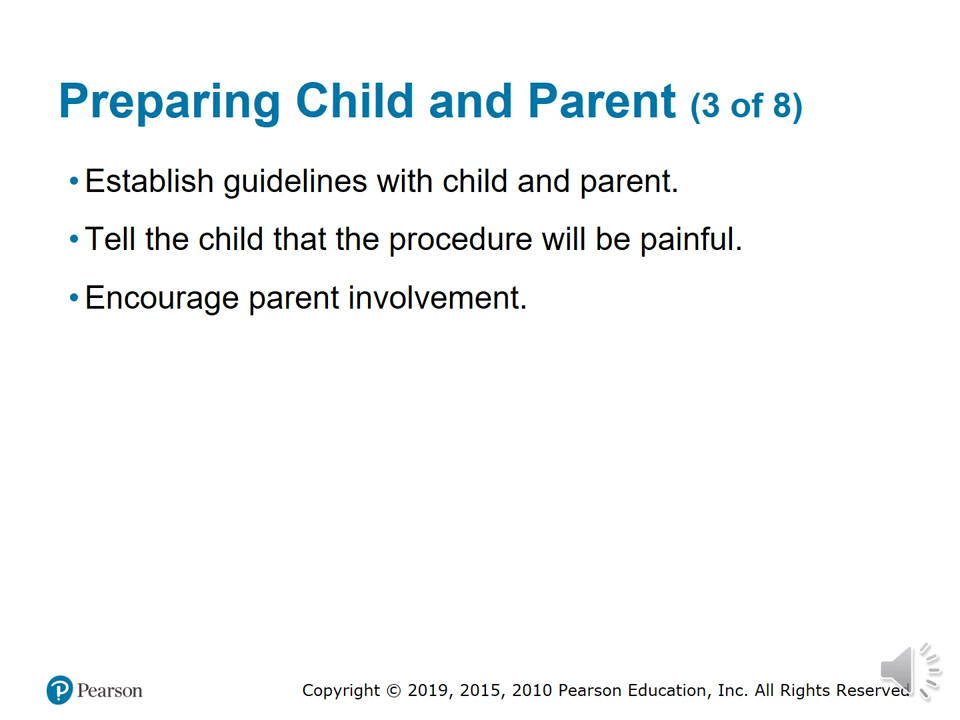 Preparing Child and Parent (3 of 8)
• Establish guidelines with child and parent.
• Tell the child that the procedure will be painful.
• Encourage parent involvement.
Pearson
Copyright © 2019, 2015, 2010 Pearson Education, Inc. All Rights Reserved